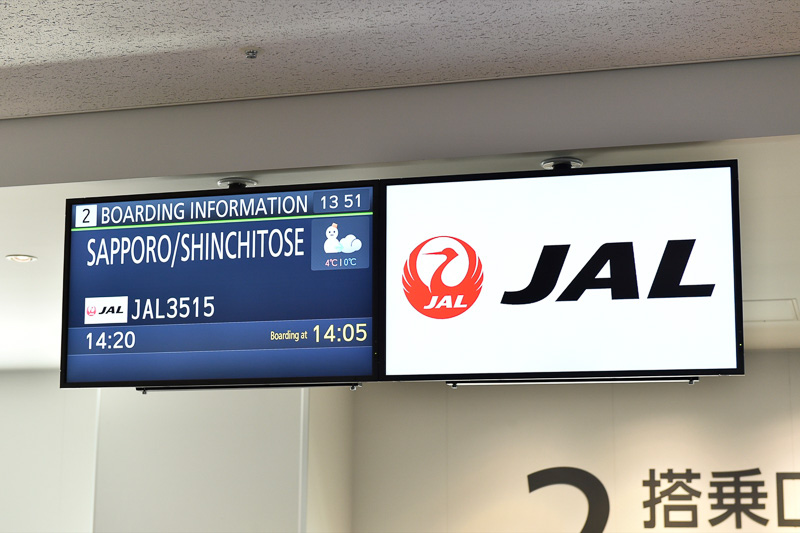 2 BOARDING INFORMATION 13 51
SAPPORO/SHINCHITOSE
4℃ | 0℃
JAL JAL3515
14:20 Boarding at 14:05
JAL JAL
2 搭乗口